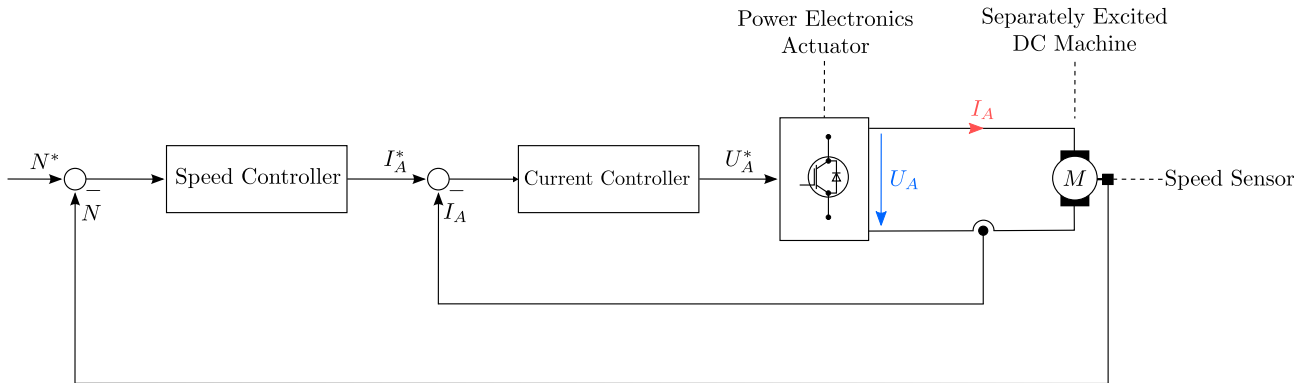 Power Electronics
Actuator
Separately Excited
DC Machine
I_A
N^*
−
N
Speed Controller
I_A^*
−
I_A
Current Controller
U_A^*
U_A
M
Speed Sensor